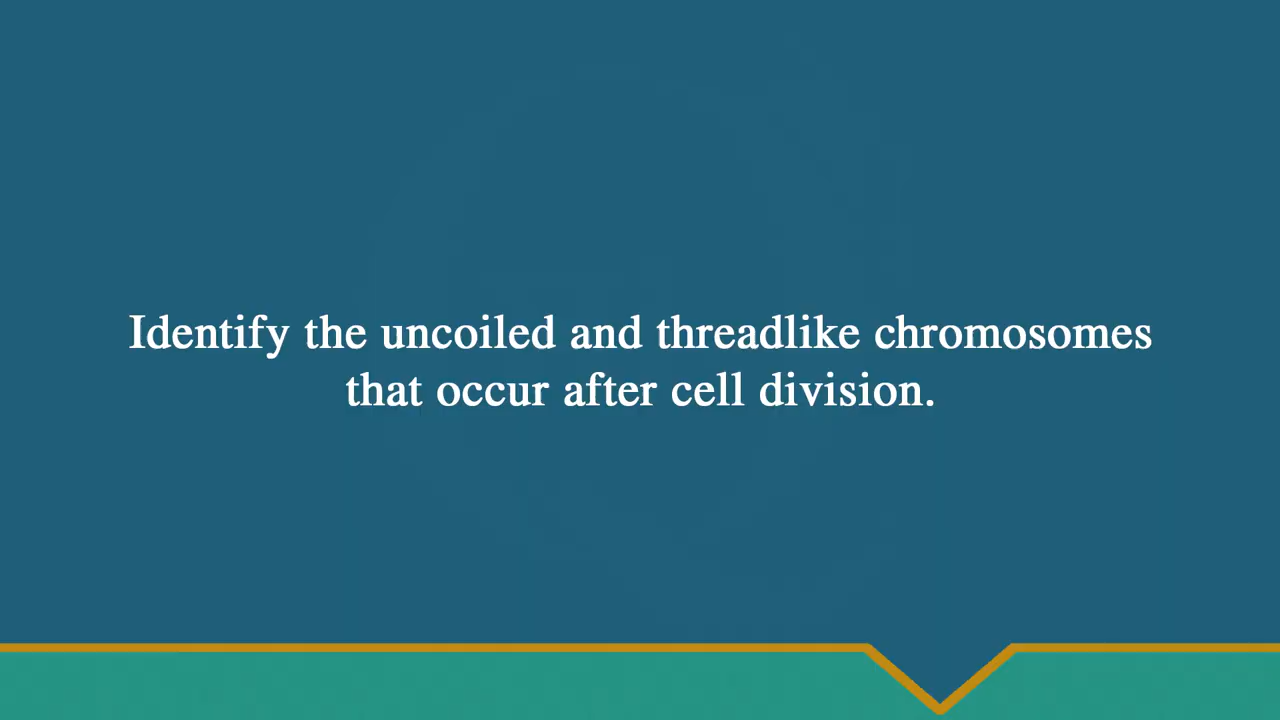 Identify the uncoiled and threadlike chromosomes
that occur after cell division.